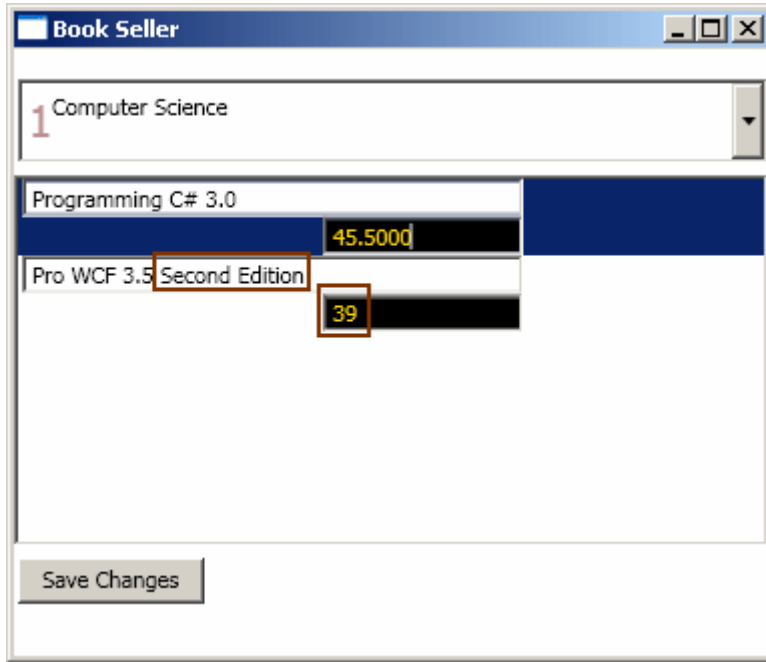 Book Seller
1 Computer Science
Programming C# 3.0
45.5000
Pro WCF 3.5 Second Edition
39
Save Changes